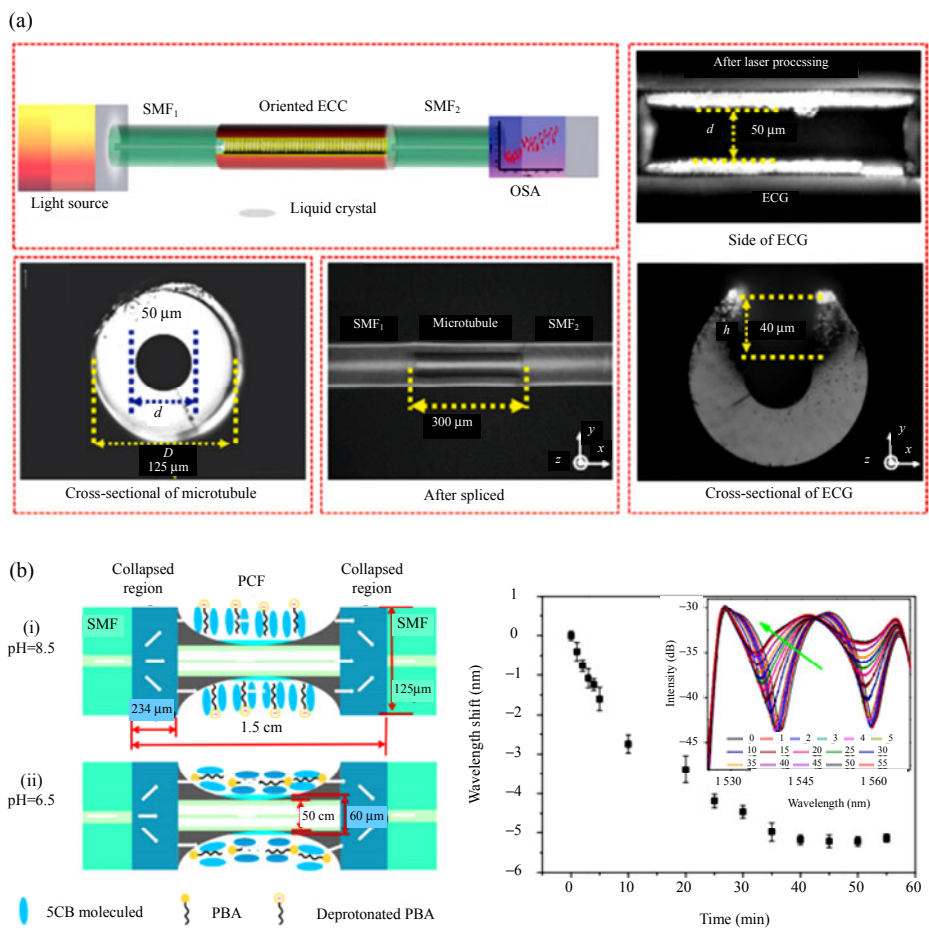 (a)
SMF1
Oriented ECC
SMF2
Light source
Liquid crystal
OSA
After laser processing
d
50 μm
ECG
Side of ECG
50 μm
d
D
125 μm
Cross-sectional of microtubule
SMF1
Microtubule
SMF2
300 μm
y
x
z
After spliced
h
40 μm
y
x
z
Cross-sectional of ECG
(b)
Collapsed
region
PCF
Collapsed
region
(i)
pH=8.5
SMF
SMF
125μm
234 μm
1.5 cm
(ii)
pH=6.5
50 cm
60 μm
5CB moleculed
PBA
Deprotonated PBA
Wavelength shift (nm)
1
0
−1
−2
−3
−4
−5
−6
0
10
20
30
40
50
60
Time (min)
Intensity (dB)
−30
−35
−40
−45
0 1 2 3 4 5
10 15 20 25 30
35 40 45 50 55
1 530
1 545
1 560
Wavelength (nm)